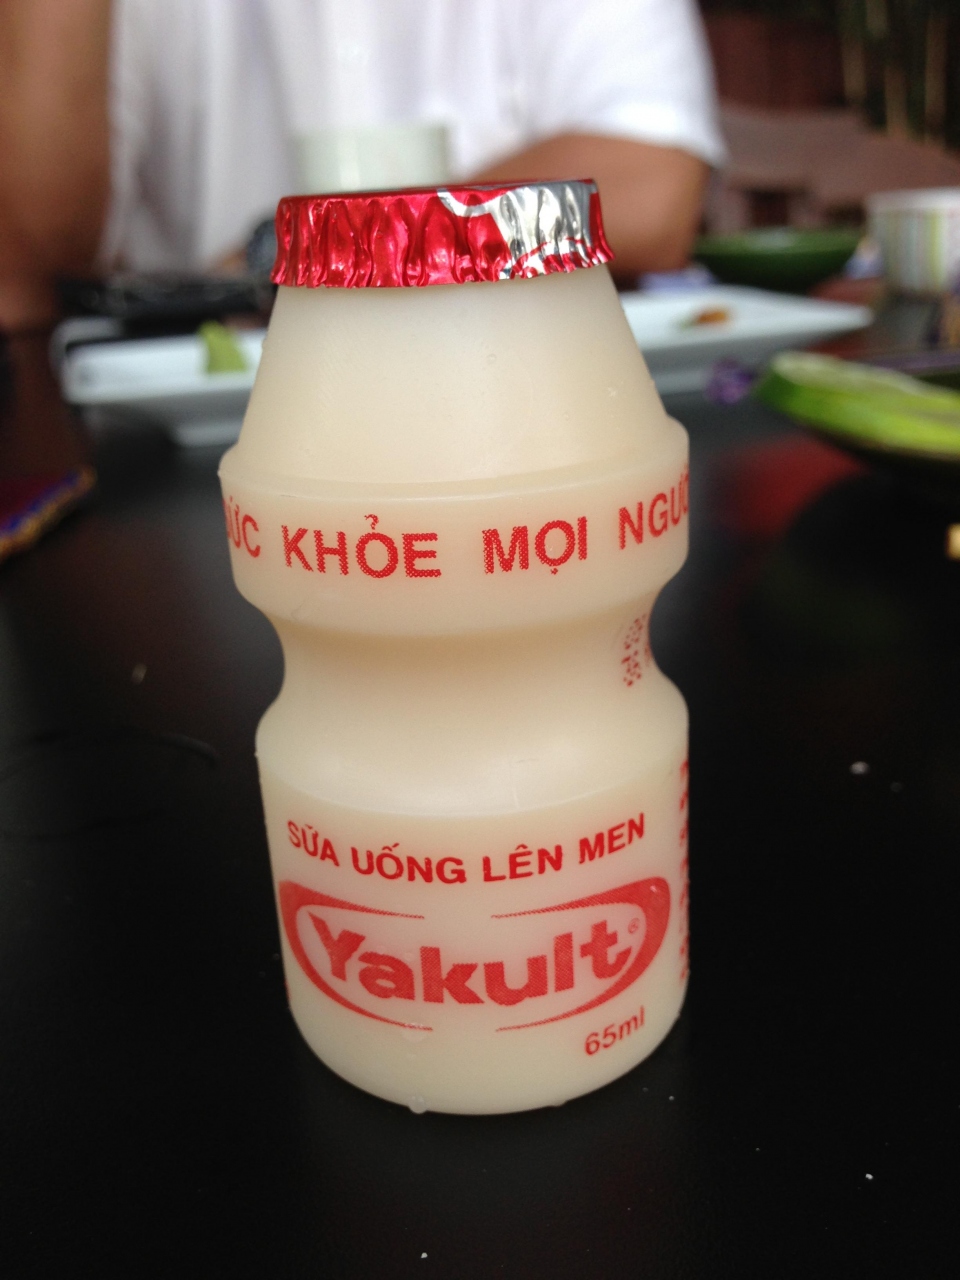 KHỎE MỌI
SỮA UỐNG LÊN MEN
Yakult®
65ml